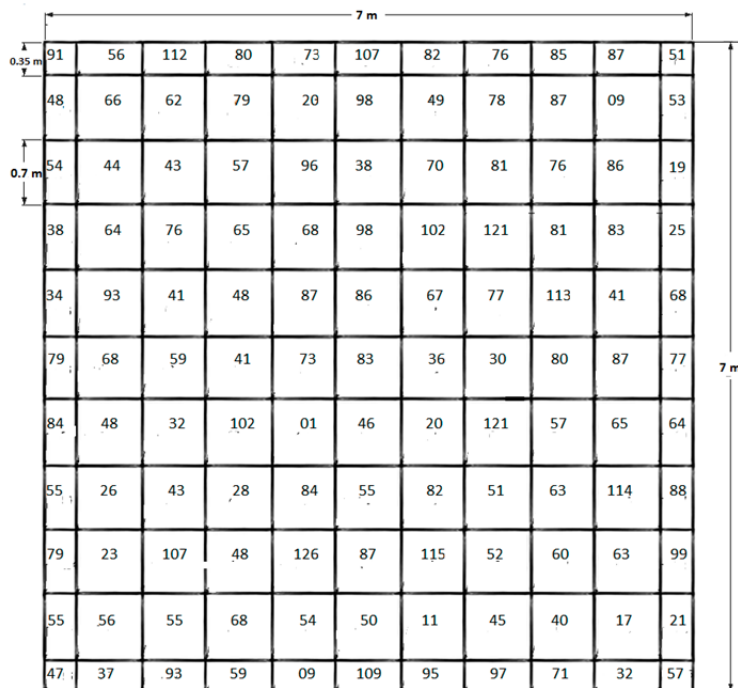 7 m
0.35 m
91 56 112 80 73 107 82 76 85 87 51
48 66 62 79 20 98 49 78 87 09 53
0.7 m
54 44 43 57 96 38 70 81 76 86 19
38 64 76 65 68 98 102 121 81 83 25
34 93 41 48 87 86 67 77 113 41 68
79 68 59 41 73 83 36 30 80 87 77
7 m
84 48 32 102 01 46 20 121 57 65 64
55 26 43 28 84 55 82 51 63 114 88
79 23 107 48 126 87 115 52 60 63 99
55 56 55 68 54 50 11 45 40 17 21
47 37 93 59 09 109 95 97 71 32 57